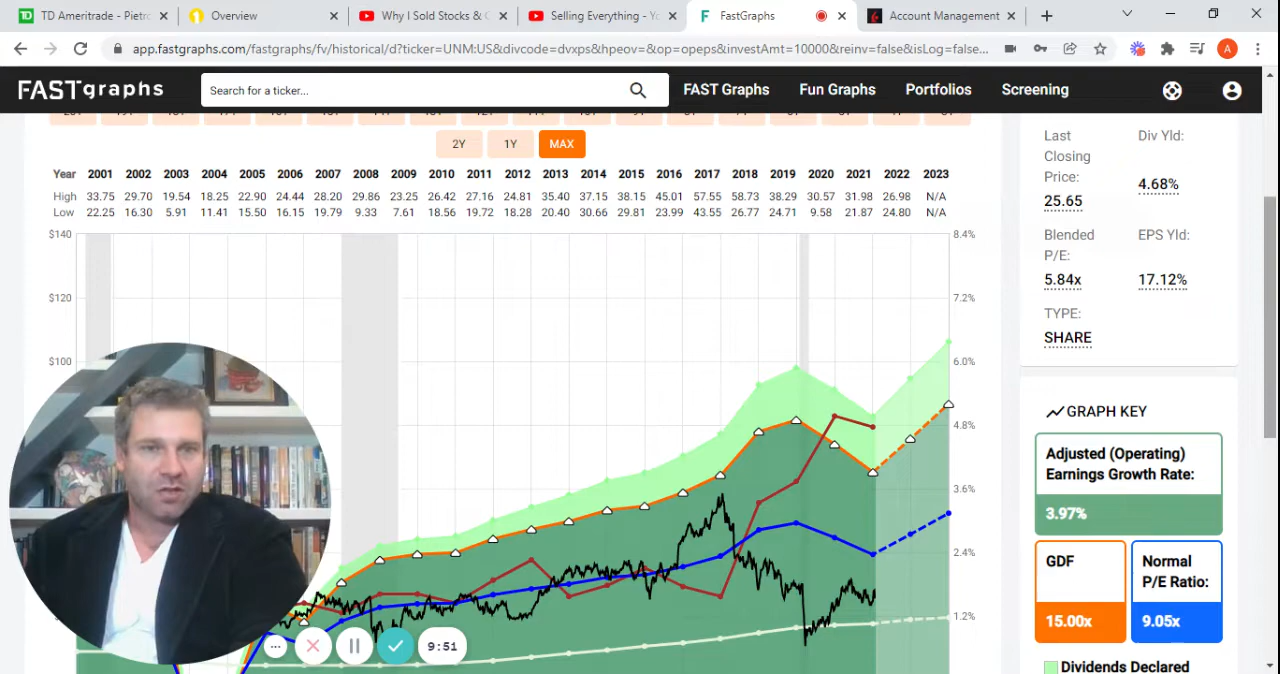 TD Ameritrade - Pietro
Overview
Why I Sold Stocks & C
Selling Everything - Yo
FastGraphs
Account Management
app.fastgraphs.com/fastgraphs/fv/historical/d?ticker=UNM:US&divcode=dvxps&hpeov=&op=opeps&investAmt=10000&reinv=false&isLog=false...
A
FASTgraphs
Search for a ticker...
FAST Graphs
Fun Graphs
Portfolios
Screening
2Y
1Y
MAX
Year 2001 2002 2003 2004 2005 2006 2007 2008 2009 2010 2011 2012 2013 2014 2015 2016 2017 2018 2019 2020 2021 2022 2023
High 33.75 29.70 19.54 18.25 22.90 24.44 28.20 29.86 23.25 26.42 27.16 24.81 35.40 37.15 38.15 45.01 57.55 58.73 38.29 30.57 31.98 26.98 N/A
Low 22.25 16.30 5.91 11.41 15.50 16.15 19.79 9.33 7.61 18.56 19.72 18.28 20.40 30.66 29.81 23.99 43.55 26.77 24.71 9.58 21.87 24.80 N/A
$140
8.4%
$120
7.2%
$100
6.0%
4.8%
3.6%
2.4%
1.2%
9:51
Last
Closing
Price:
25.65
Div Yld:
4.68%
Blended
P/E:
5.84x
EPS Yld:
17.12%
TYPE:
SHARE
GRAPH KEY
Adjusted (Operating)
Earnings Growth Rate:
3.97%
GDF
15.00x
Normal
P/E Ratio:
9.05x
Dividends Declared